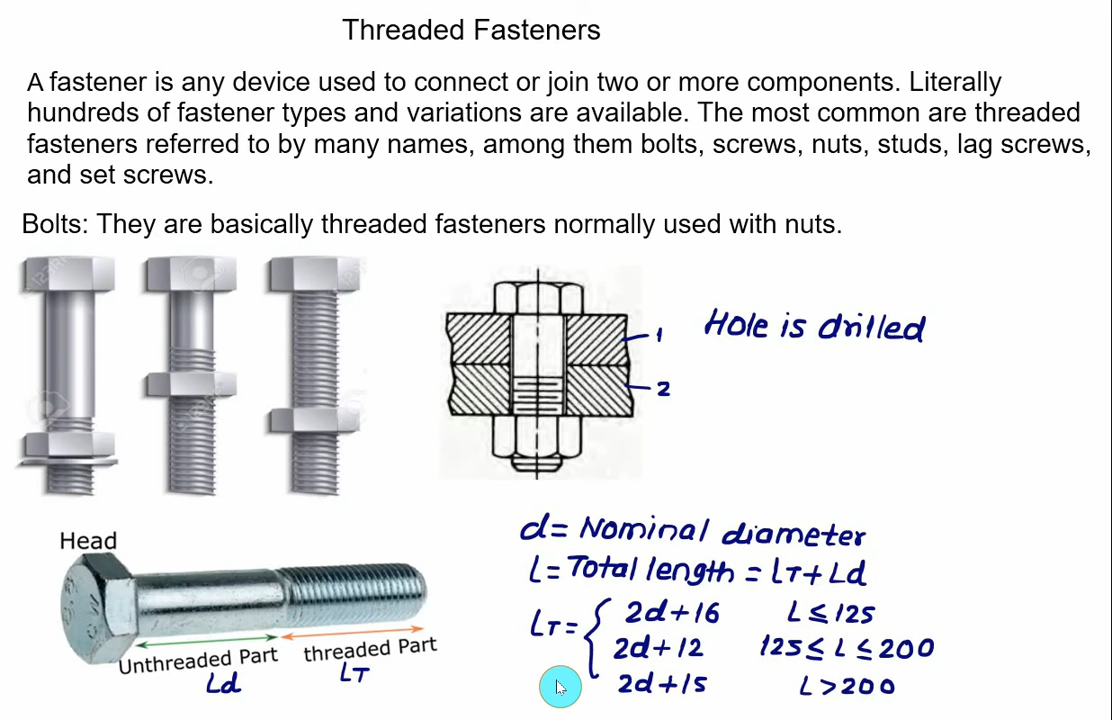 Threaded Fasteners
A fastener is any device used to connect or join two or more components. Literally
hundreds of fastener types and variations are available. The most common are threaded
fasteners referred to by many names, among them bolts, screws, nuts, studs, lag screws,
and set screws.
Bolts: They are basically threaded fasteners normally used with nuts.
1
2
Hole is drilled
Head
Unthreaded Part
threaded Part
Ld
LT
d = Nominal diameter
L = Total length = LT + Ld
LT = { 2d+16 L ≤ 125
2d+12 125 ≤ L ≤ 200
2d+15 L > 200